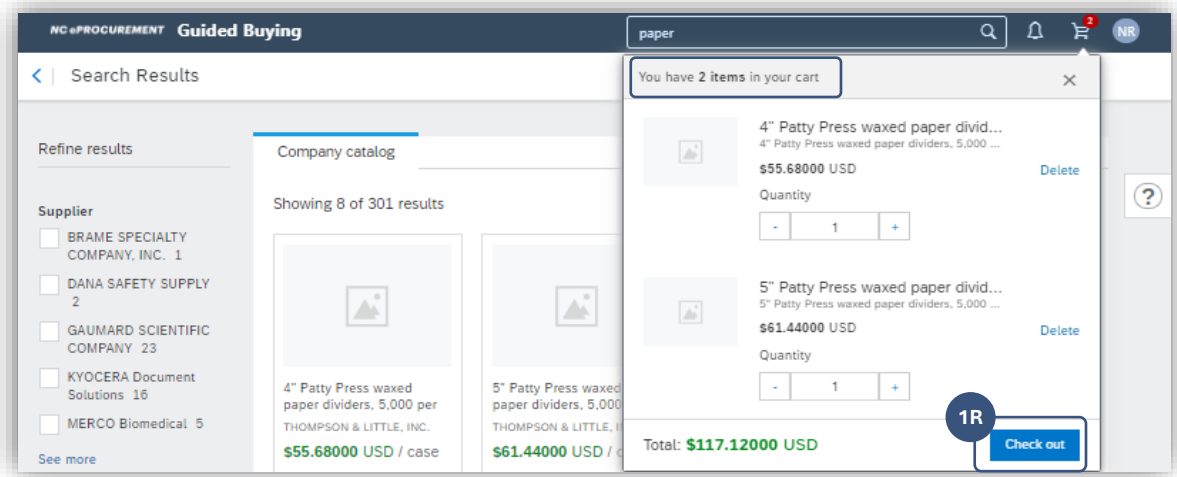 NC ePROCUREMENT Guided Buying
paper
2
NR
Search Results
Refine results
Supplier
BRAME SPECIALTY
COMPANY, INC. 1
DANA SAFETY SUPPLY
2
GAUMARD SCIENTIFIC
COMPANY 23
KYOCERA Document
Solutions 16
MERCO Biomedical 5
See more
Company catalog
Showing 8 of 301 results
4" Patty Press waxed
paper dividers, 5,000 per
THOMPSON & LITTLE, INC.
$55.68000 USD / case
5" Patty Press waxed
paper dividers, 5,000
THOMPSON & LITTLE,
$61.44000 USD /
You have 2 items in your cart
×
4" Patty Press waxed paper divid...
4" Patty Press waxed paper dividers, 5,000 ...
$55.68000 USD
Delete
Quantity
- 1 +
5" Patty Press waxed paper divid...
5" Patty Press waxed paper dividers, 5,000 ...
$61.44000 USD
Delete
Quantity
- 1 +
1R
Total: $117.12000 USD
Check out
?